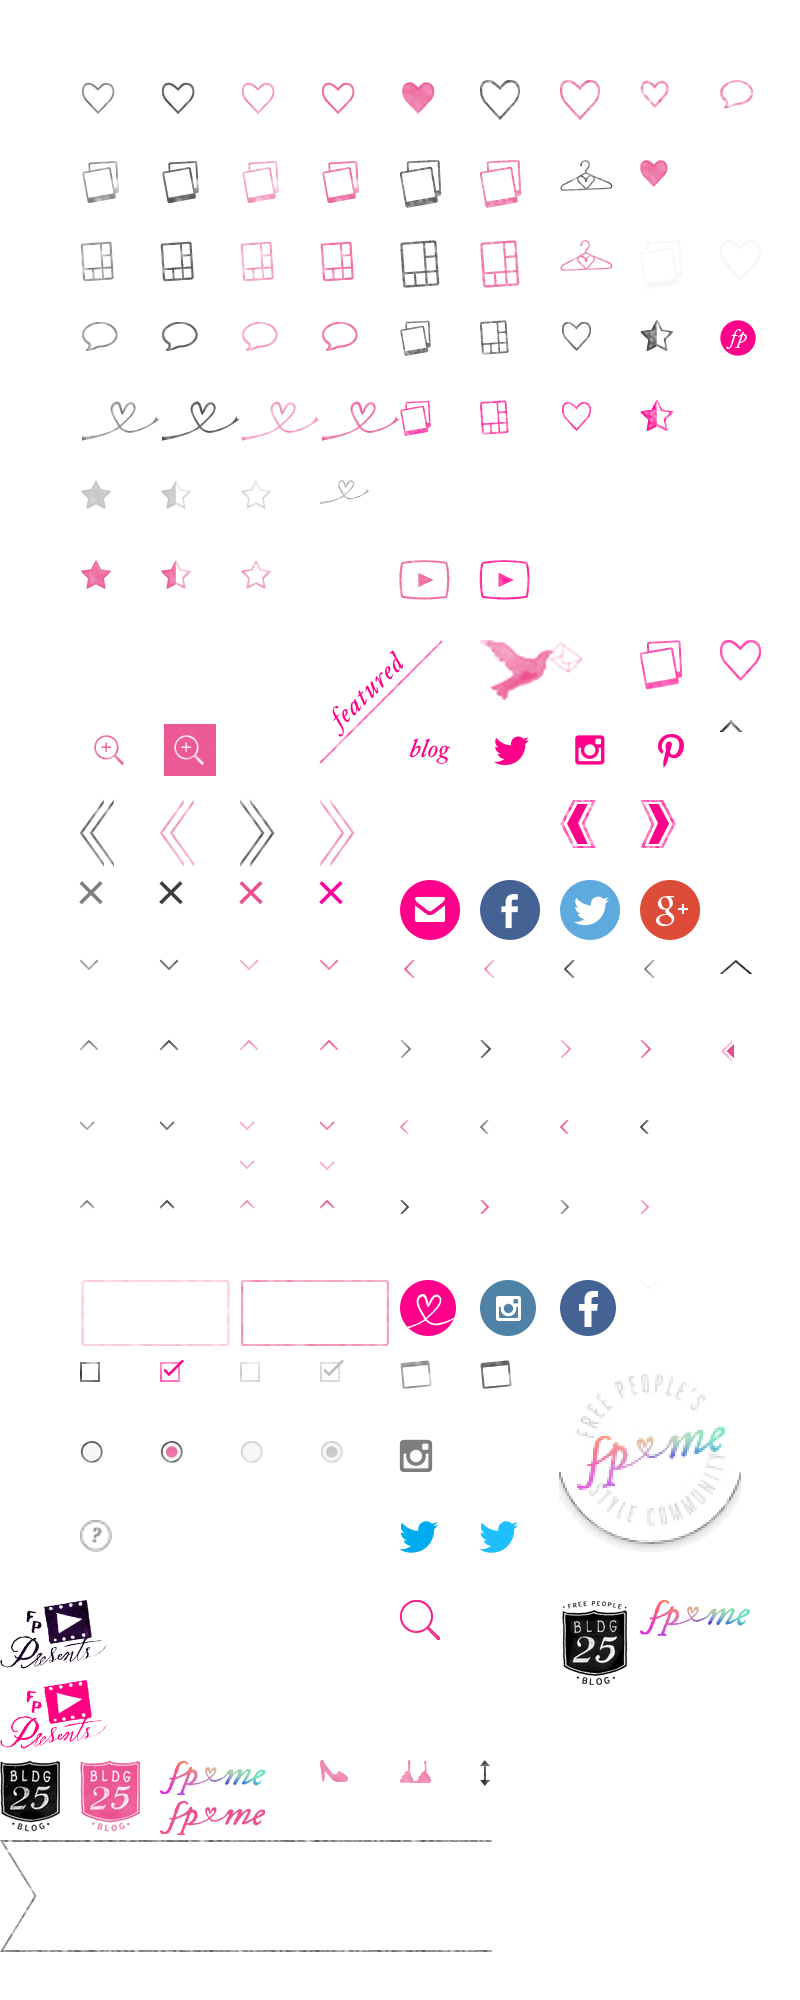 fp
featured
blog
g+
FREE PEOPLE'S
fp me
STYLE COMMUNITY
?
FP
Presents
• FREE PEOPLE •
BLDG
25
• BLOG •
fp me
FP
Presents
BLDG
25
• BLOG •
BLDG
25
• BLOG •
fp me
fp me